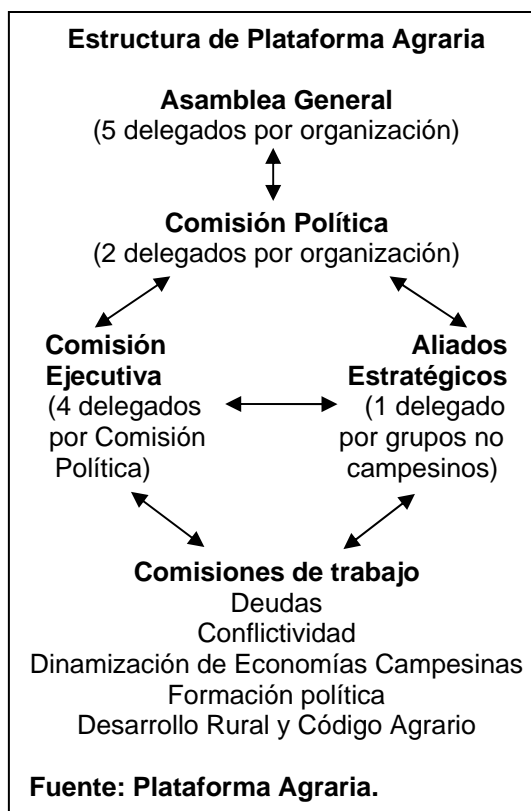 Estructura de Plataforma Agraria
Asamblea General
(5 delegados por organización)
Comisión Política
(2 delegados por organización)
Comisión
Ejecutiva
(4 delegados
por Comisión
Política)
Aliados
Estratégicos
(1 delegado
por grupos no
campesinos)
Comisiones de trabajo
Deudas
Conflictividad
Dinamización de Economías Campesinas
Formación política
Desarrollo Rural y Código Agrario
Fuente: Plataforma Agraria.